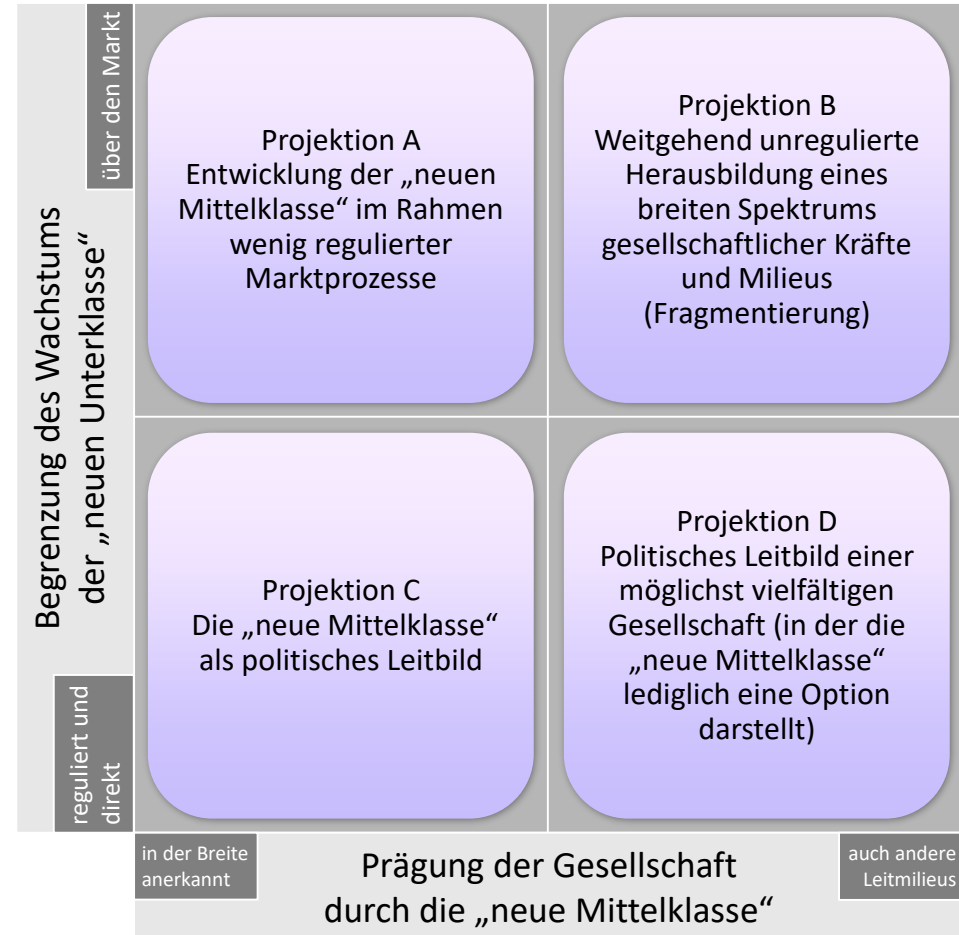 über den Markt
Begrenzung des Wachstums
der „neuen Unterklasse“
reguliert und
direkt
Projektion A
Entwicklung der „neuen
Mittelklasse“ im Rahmen
wenig regulierter
Marktprozesse
Projektion B
Weitgehend unregulierte
Herausbildung eines
breiten Spektrums
gesellschaftlicher Kräfte
und Milieus
(Fragmentierung)
Projektion C
Die „neue Mittelklasse“
als politisches Leitbild
Projektion D
Politisches Leitbild einer
möglichst vielfältigen
Gesellschaft (in der die
„neue Mittelklasse“
lediglich eine Option
darstellt)
in der Breite
anerkannt
Prägung der Gesellschaft
durch die „neue Mittelklasse“
auch andere
Leitmilieus